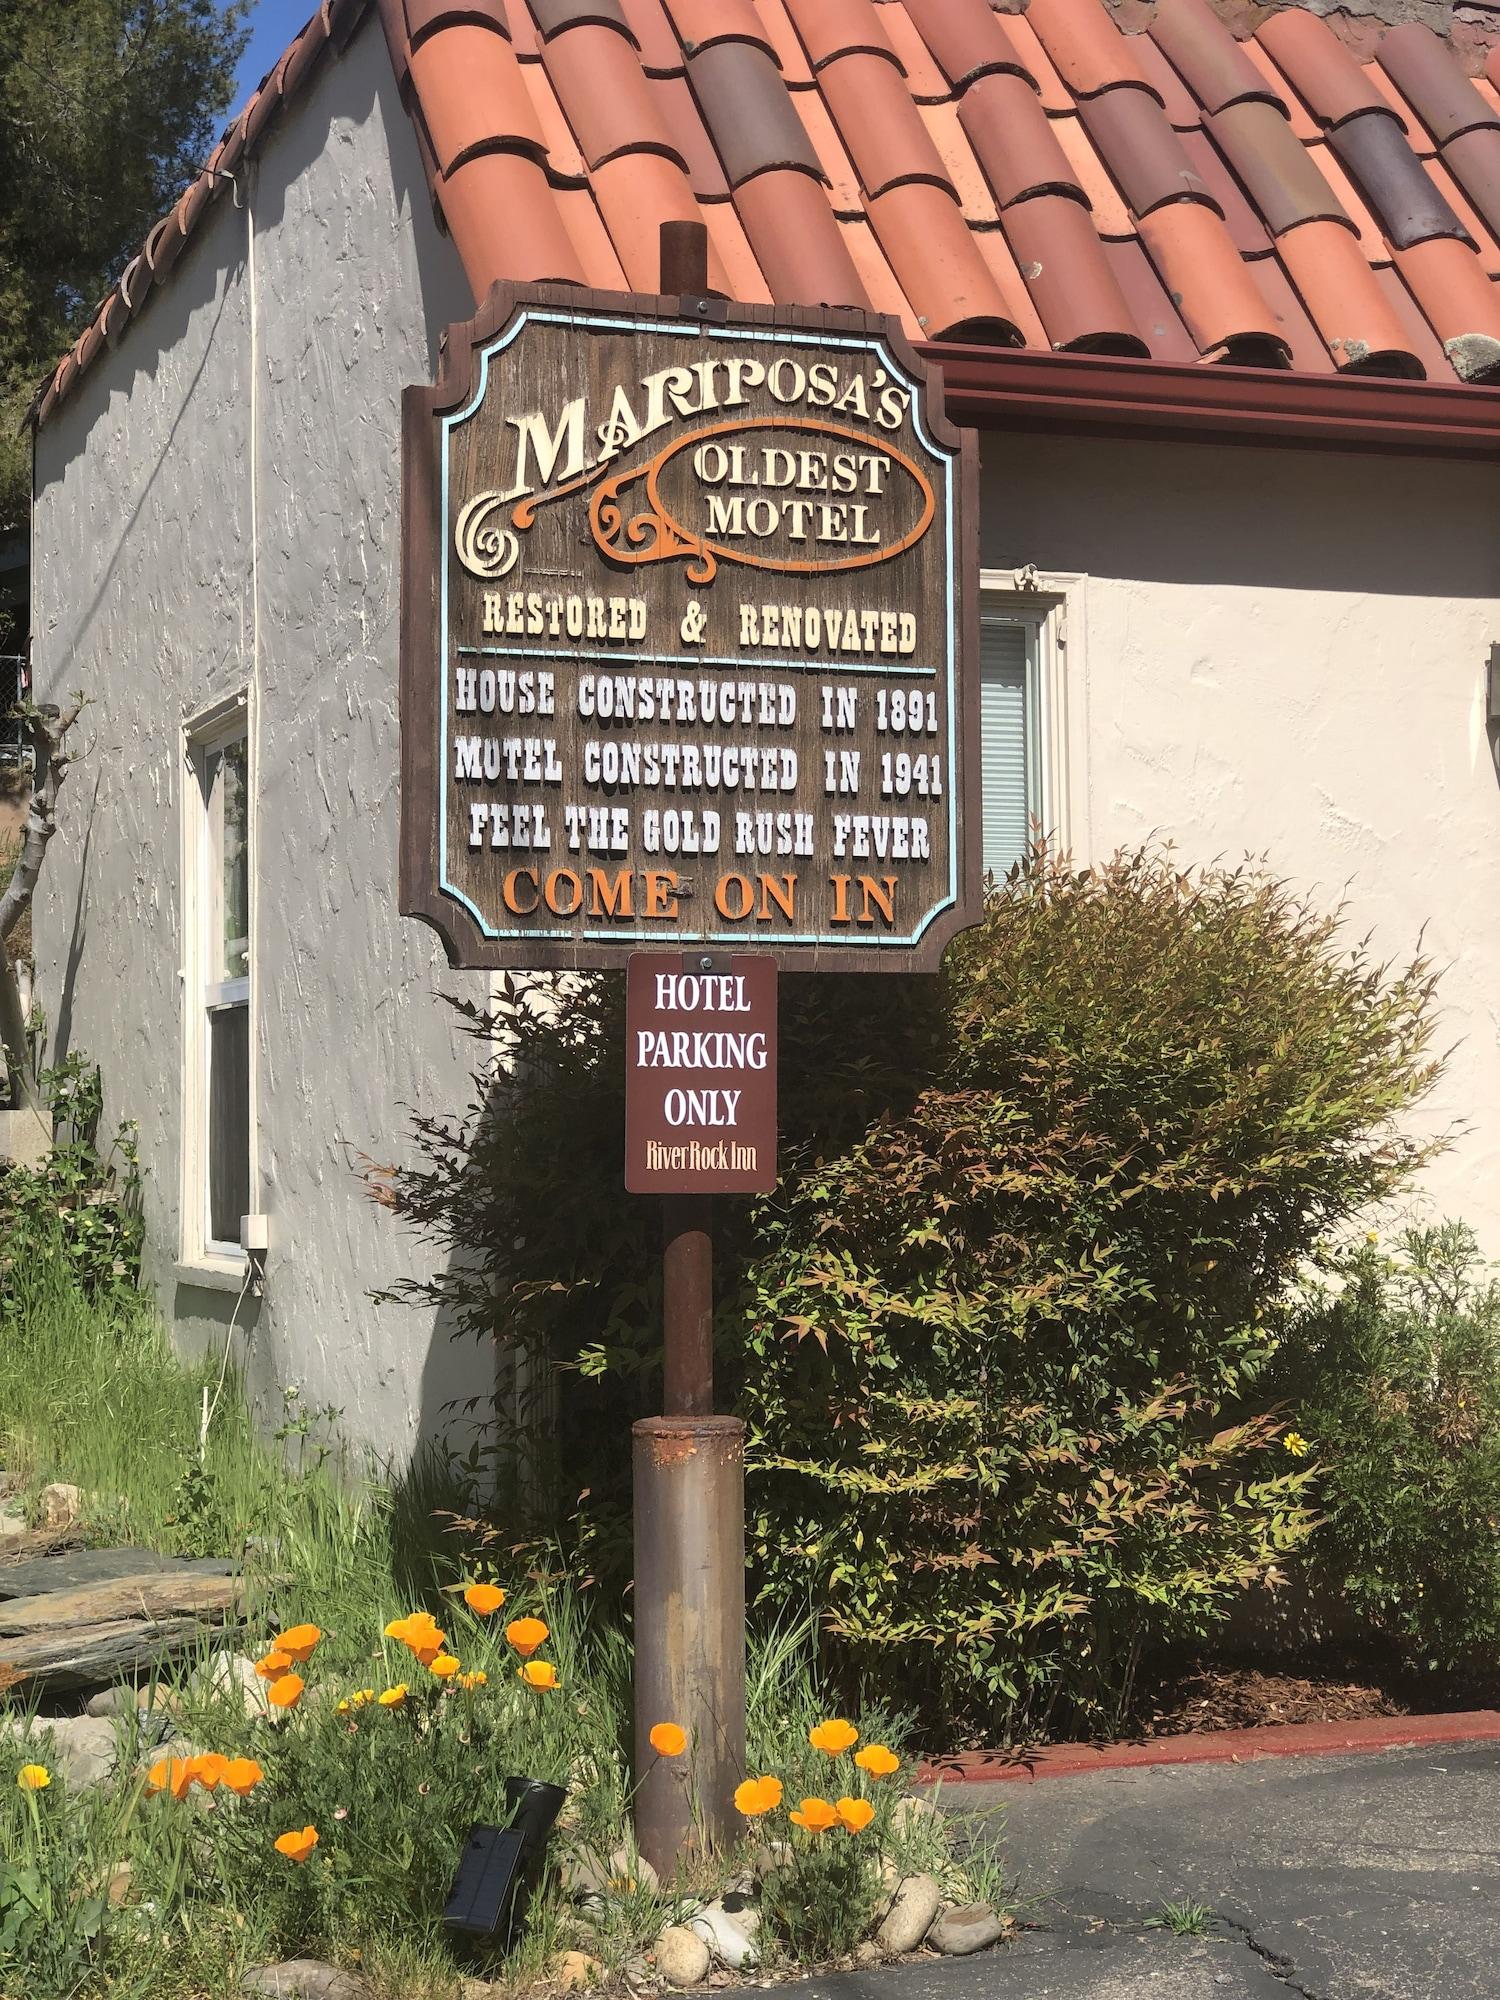 MARIPOSA'S
OLDEST
MOTEL
RESTORED & RENOVATED
HOUSE CONSTRUCTED IN 1891
MOTEL CONSTRUCTED IN 1941
FEEL THE GOLD RUSH FEVER
COME ON IN
HOTEL
PARKING
ONLY
River Rock Inn